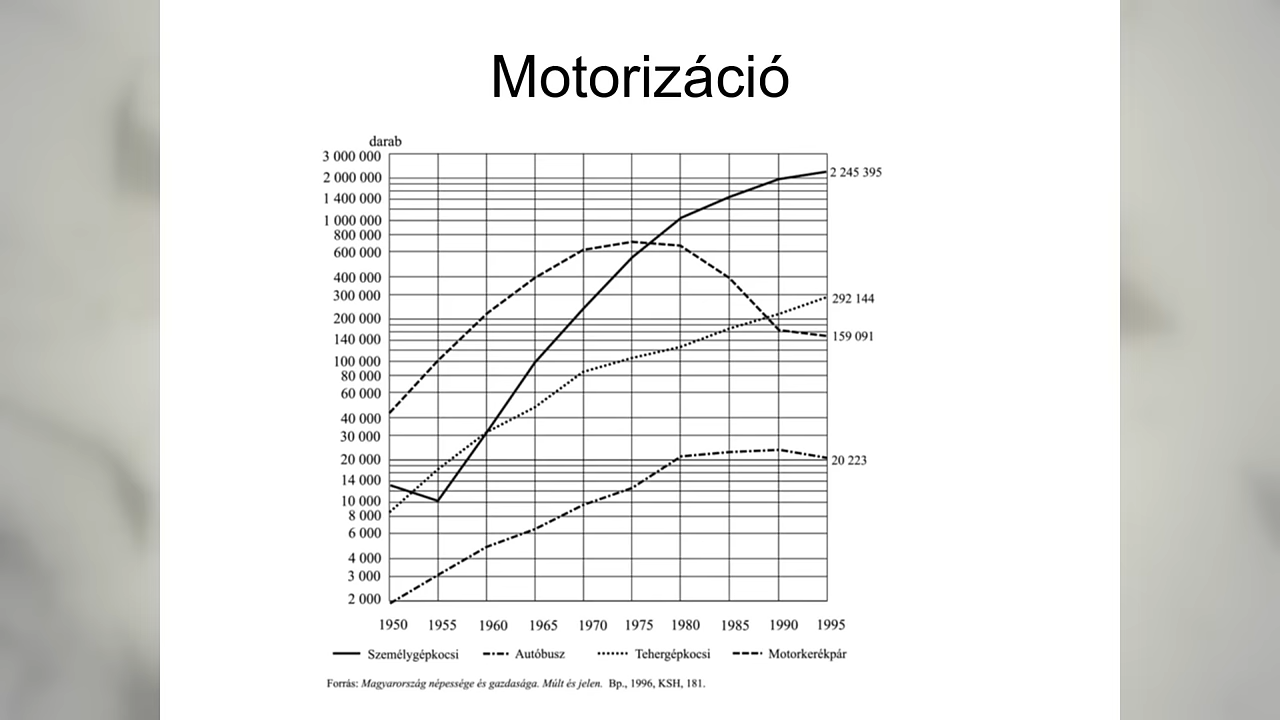 Motorizáció
darab
3 000 000
2 000 000
1 400 000
1 000 000
800 000
600 000
400 000
300 000
200 000
140 000
100 000
80 000
60 000
40 000
30 000
20 000
14 000
10 000
8 000
6 000
4 000
3 000
2 000
2 245 395
292 144
159 091
20 223
1950 1955 1960 1965 1970 1975 1980 1985 1990 1995
Személygépkocsi Autóbusz Tehergépkocsi Motorkerékpár
Forrás: Magyarország népessége és gazdasága. Múlt és jelen. Bp., 1996, KSH, 181.